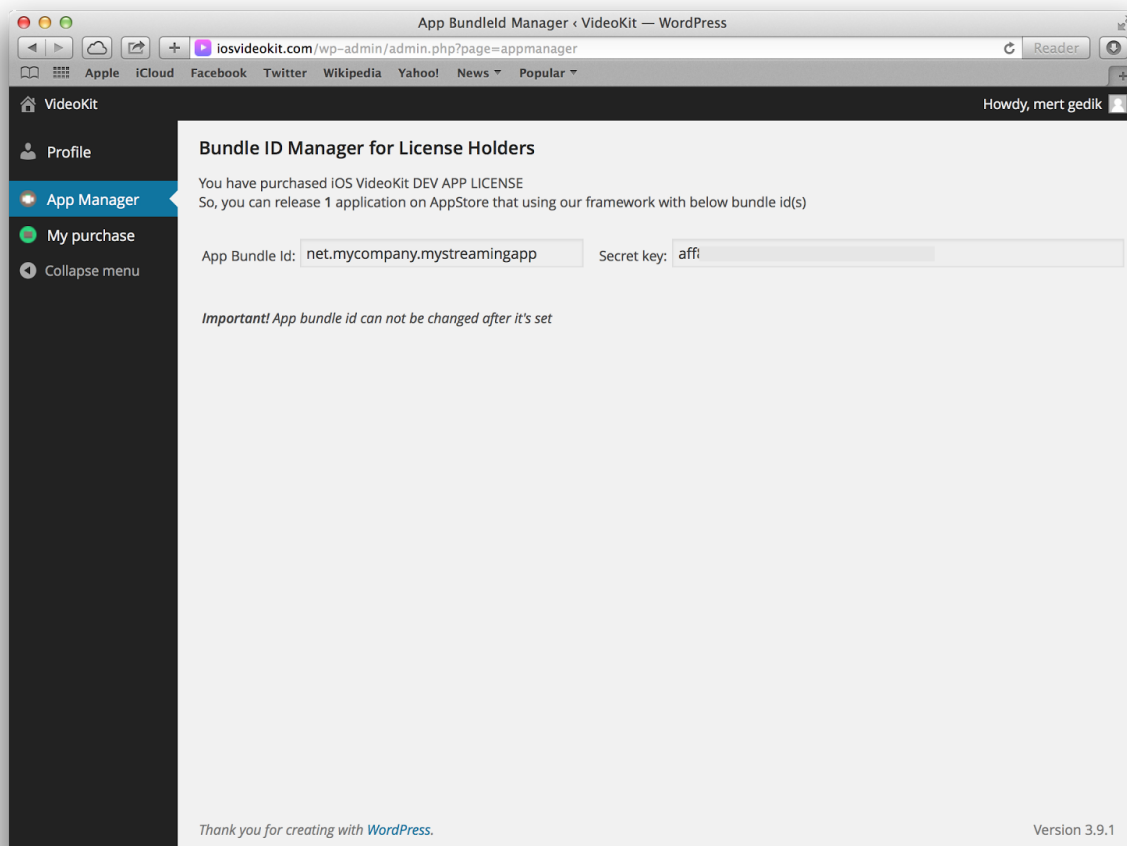 App BundleId Manager ‹ VideoKit — WordPress
iosvideokit.com/wp-admin/admin.php?page=appmanager
Reader
Apple iCloud Facebook Twitter Wikipedia Yahoo! News Popular
VideoKit
Howdy, mert gedik
Profile
App Manager
My purchase
Collapse menu
Bundle ID Manager for License Holders
You have purchased iOS VideoKit DEV APP LICENSE
So, you can release 1 application on AppStore that using our framework with below bundle id(s)
App Bundle Id: net.mycompany.mystreamingapp Secret key:
Important! App bundle id can not be changed after it's set
Thank you for creating with WordPress.
Version 3.9.1